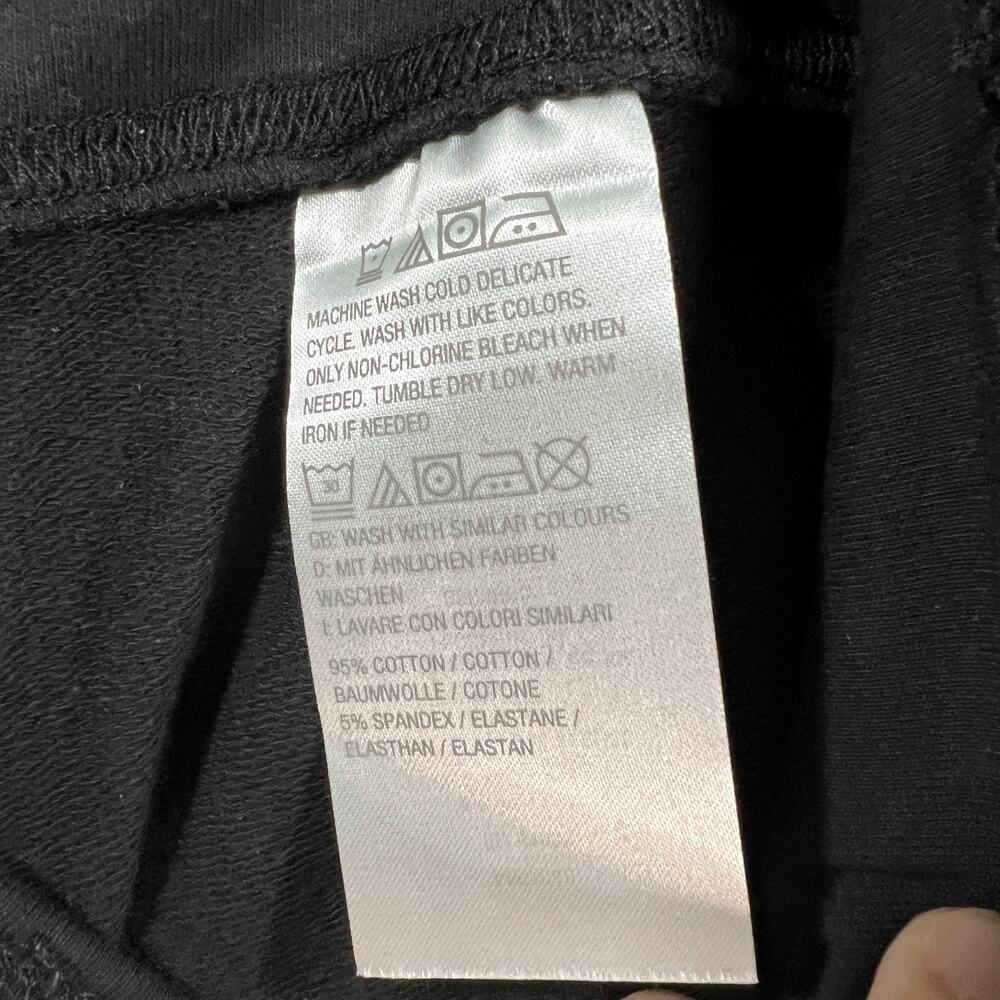 MACHINE WASH COLD DELICATE
CYCLE. WASH WITH LIKE COLORS.
ONLY NON-CHLORINE BLEACH WHEN
NEEDED. TUMBLE DRY LOW. WARM
IRON IF NEEDED
30
GB: WASH WITH SIMILAR COLOURS
D: MIT ÄHNLICHEN FARBEN
WASCHEN
I: LAVARE CON COLORI SIMILARI
95% COTTON / COTTON /
BAUMWOLLE / COTONE
5% SPANDEX / ELASTANE /
ELASTHAN / ELASTAN